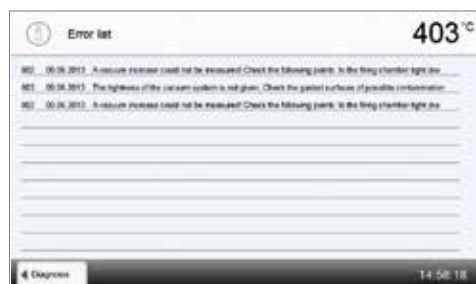 Error list
403 °C
802 06.06.2013 A vacuum increase could not be measured! Check the following points: Is the firing chamber tight (no
06.06.2013 The tightness of the vacuum system is not given. Check the gasket surfaces of possible contamination
802 06.06.2013 A vacuum increase could not be measured! Check the following points: Is the firing chamber tight (no
Diagnosis
14:56:18